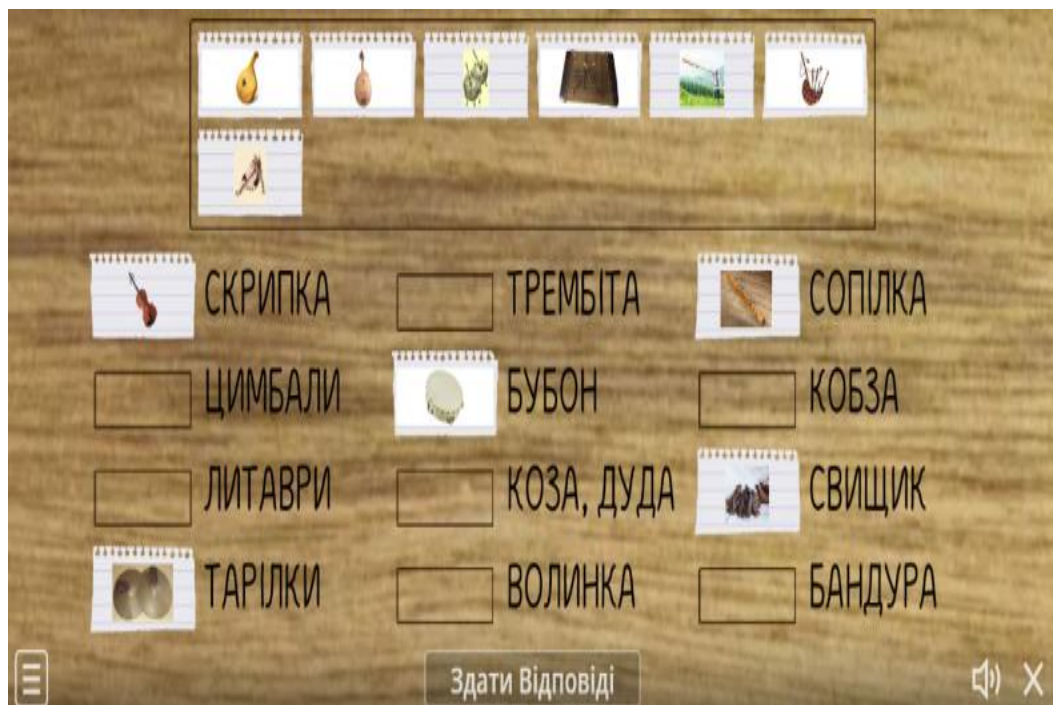 СКРИПКА
ТРЕМБІТА
СОПІЛКА
ЦИМБАЛИ
БУБОН
КОБЗА
ЛИТАВРИ
КОЗА, ДУДА
СВИЩИК
ТАРІЛКИ
ВОЛИНКА
БАНДУРА
Здати Відповіді